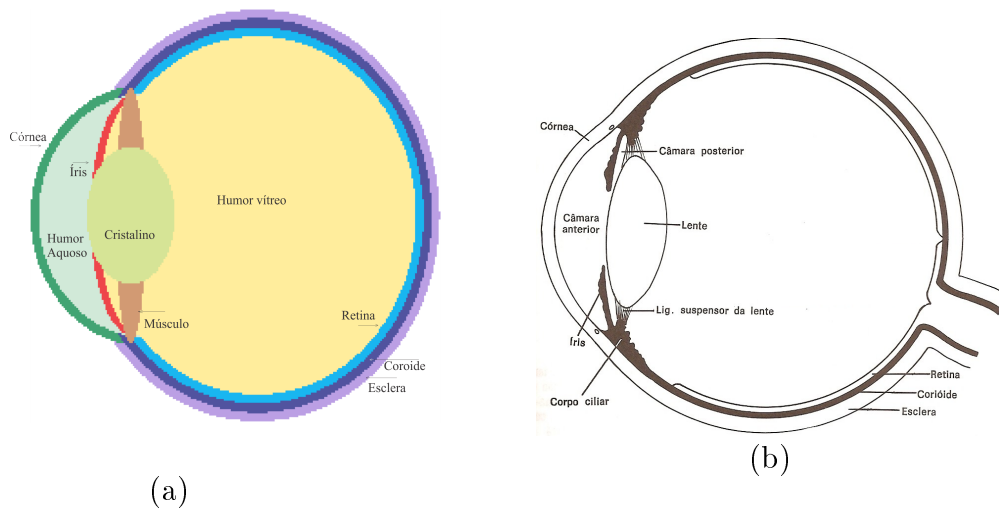 Córnea
Íris
Humor
Aquoso
Cristalino
Humor vítreo
Músculo
Retina
Coroide
Esclera
(a)
Córnea
Câmara posterior
Câmara
anterior
Lente
Lig. suspensor da lente
Íris
Corpo ciliar
Retina
Corióide
Esclera
(b)